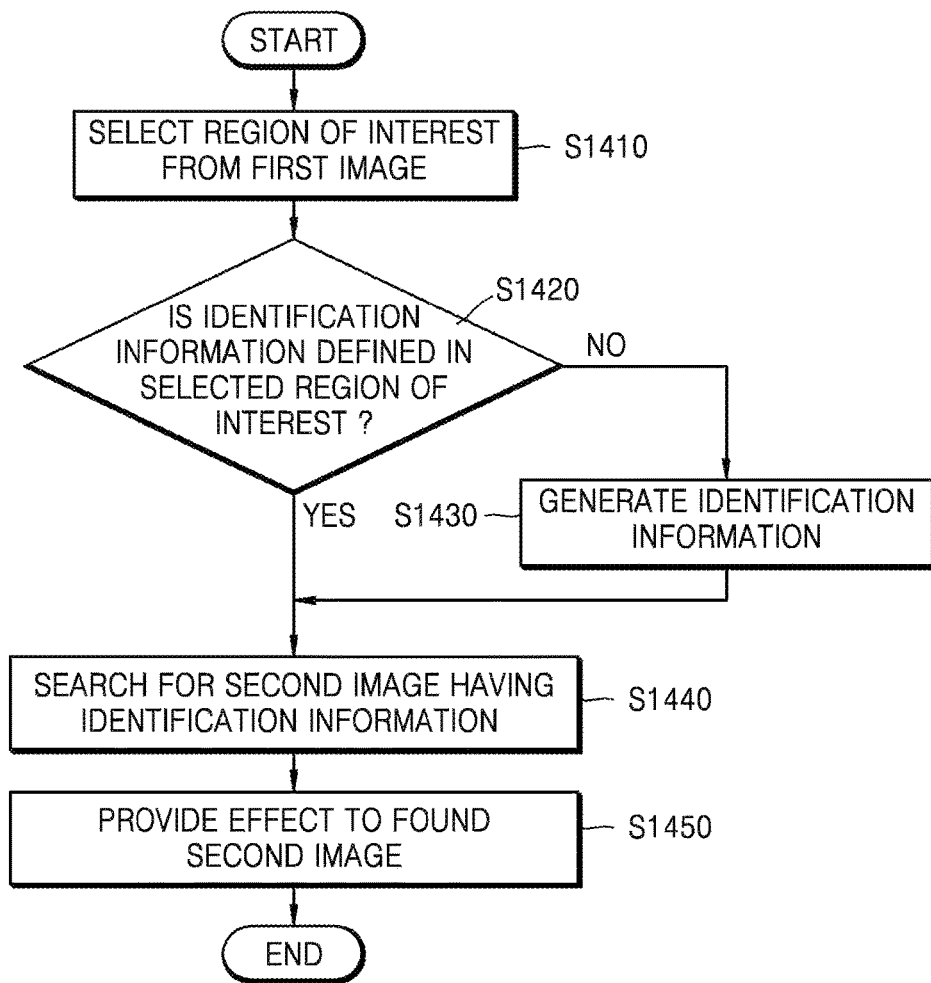 START
SELECT REGION OF INTEREST
FROM FIRST IMAGE
S1410
S1420
IS IDENTIFICATION
INFORMATION DEFINED IN
SELECTED REGION OF
INTEREST ?
NO
YES
S1430
GENERATE IDENTIFICATION
INFORMATION
SEARCH FOR SECOND IMAGE HAVING
IDENTIFICATION INFORMATION
S1440
PROVIDE EFFECT TO FOUND
SECOND IMAGE
S1450
END